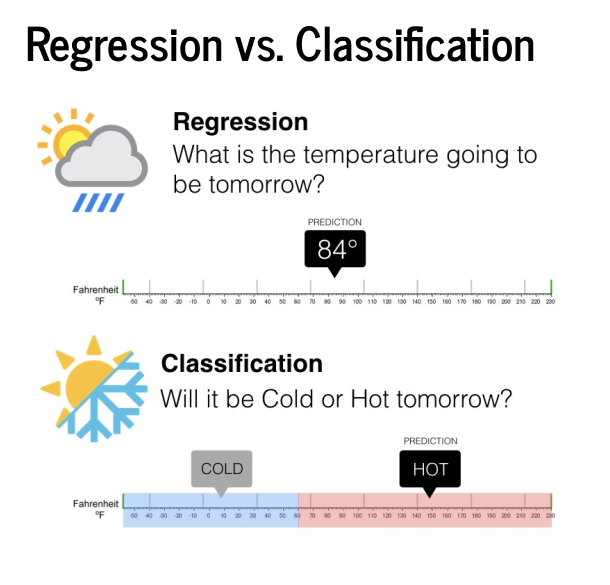 Regression vs. Classification
Regression
What is the temperature going to
be tomorrow?
PREDICTION
84°
Fahrenheit
°F
-50 -40 -30 -20 -10 0 10 20 30 40 50 60 70 80 90 100 110 120 130 140 150 160 170 180 190 200 210 220 230
Classification
Will it be Cold or Hot tomorrow?
PREDICTION
COLD
HOT
Fahrenheit
°F
-50 -40 -30 -20 -10 0 10 20 30 40 50 60 70 80 90 100 110 120 130 140 150 160 170 180 190 200 210 220 230